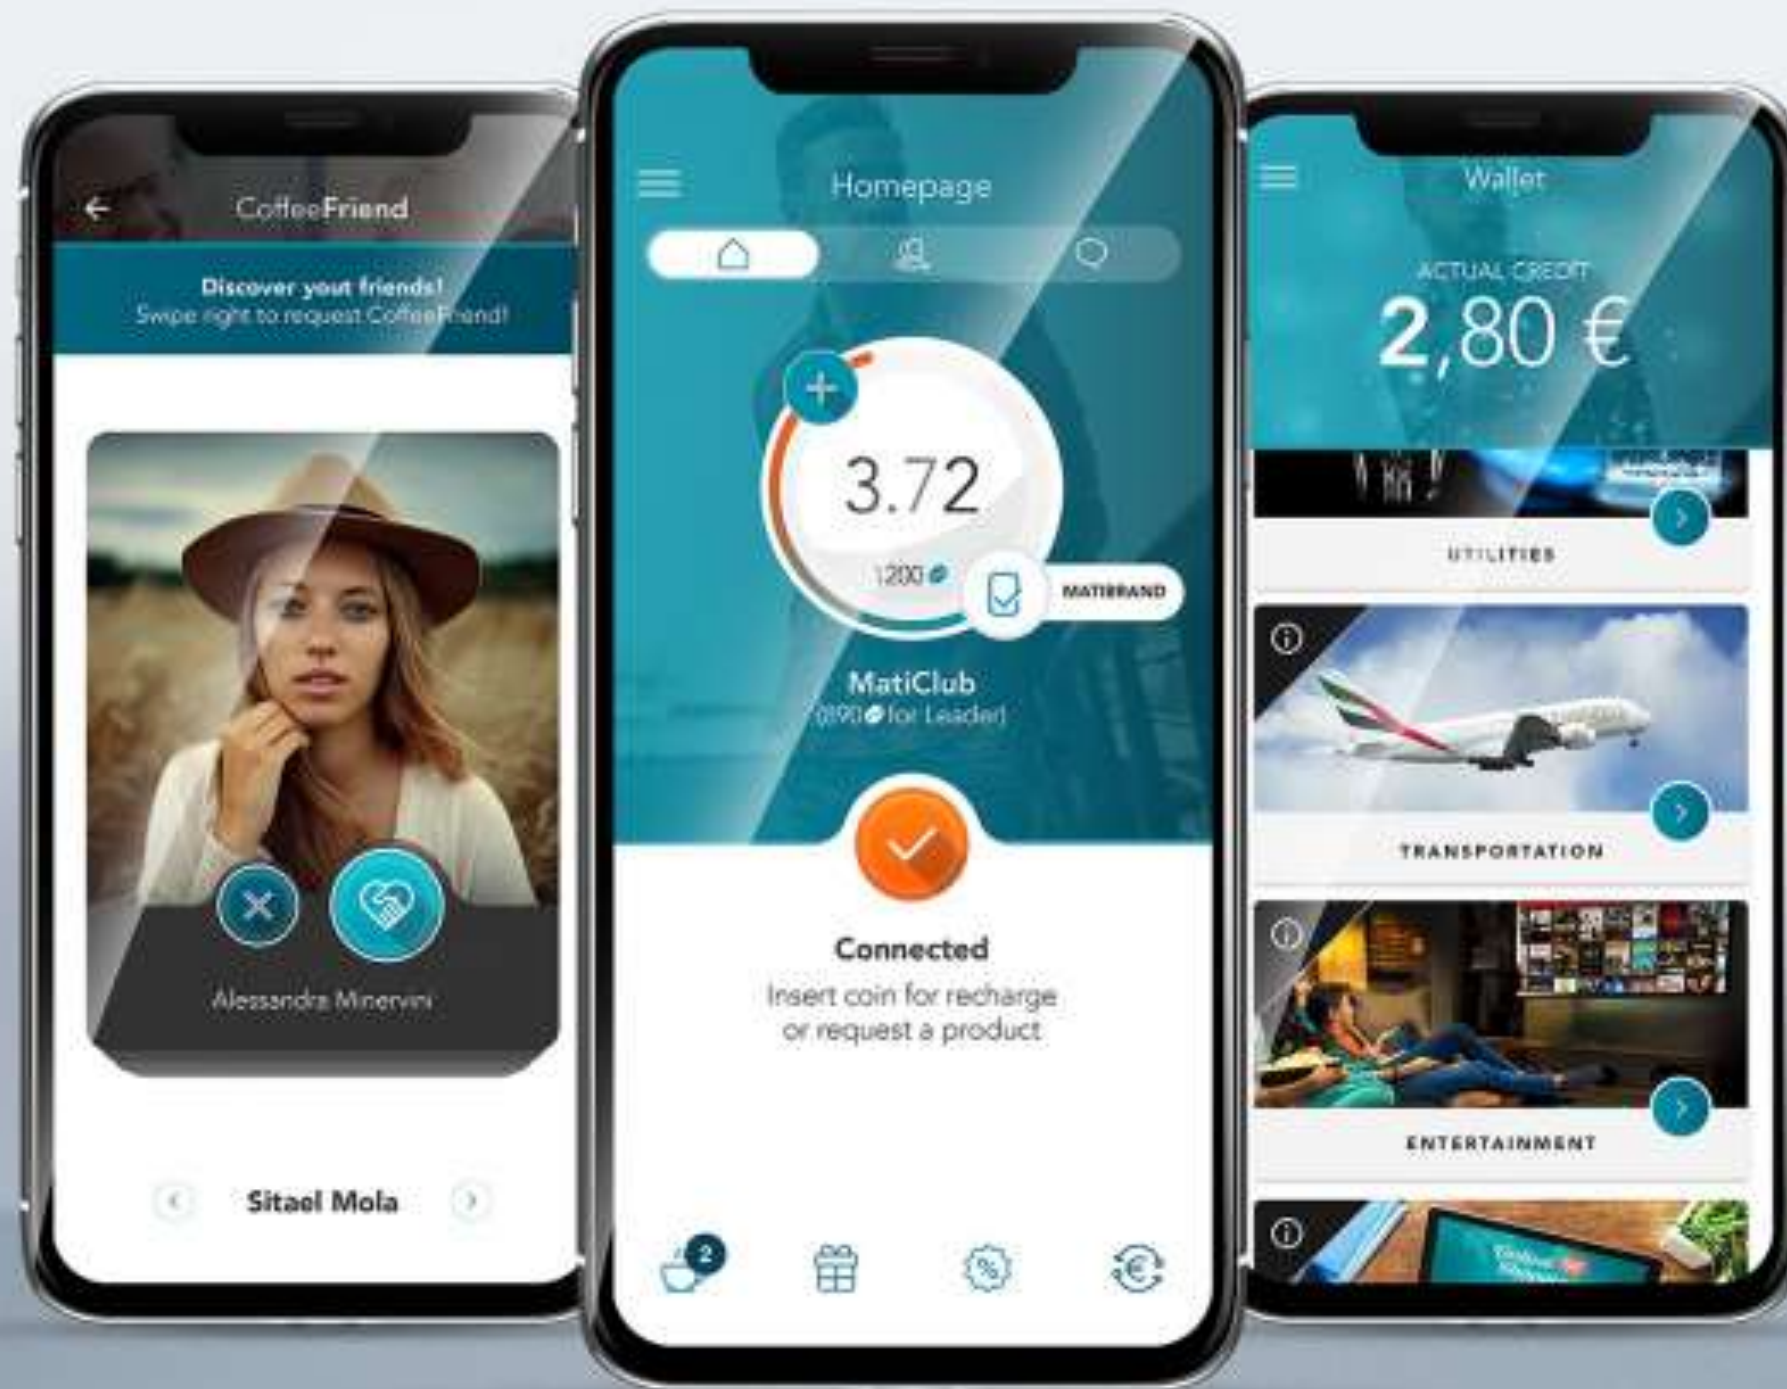 CoffeeFriend
Discover yout friends!
Swipe right to request CoffeeFriend!
Alessandra Minervini
Sitael Mola
Homepage
3.72
1200
MATIBRAND
MatiClub
(890 for Leader)
Connected
Insert coin for recharge
or request a product
2
%
€
Wallet
ACTUAL CREDIT
2,80 €
UTILITIES
TRANSPORTATION
ENTERTAINMENT